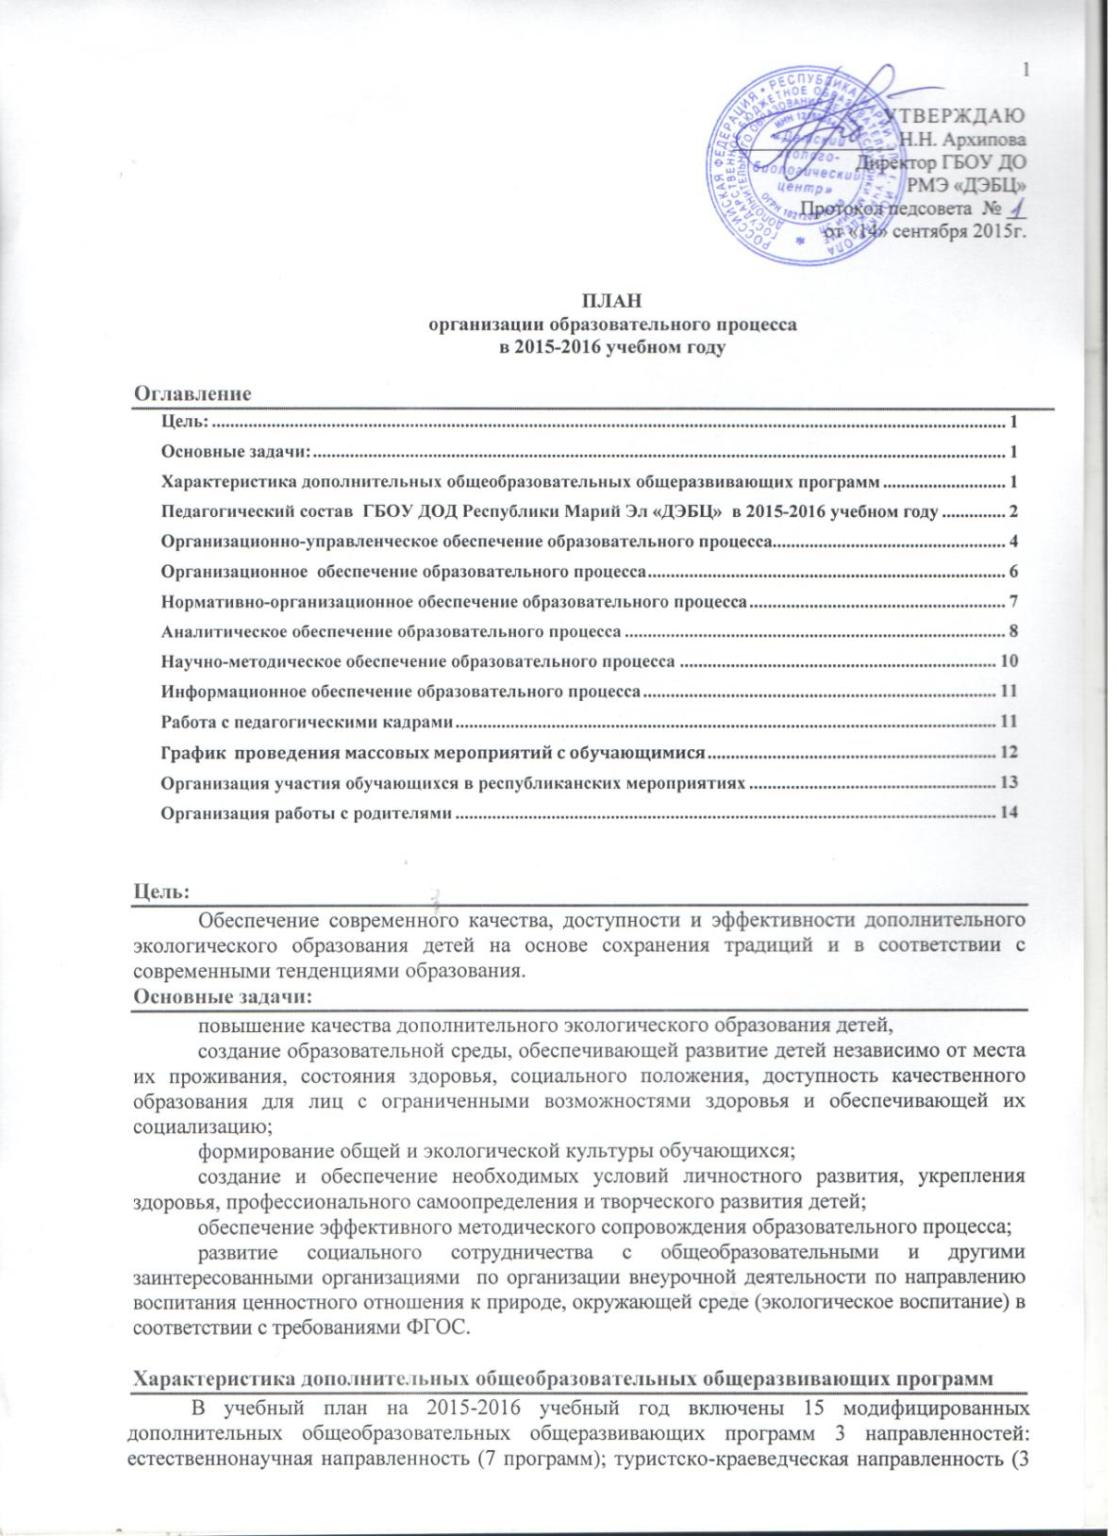 1
УТВЕРЖДАЮ
Н.Н. Архипова
Директор ГБОУ ДО
РМЭ «ДЭБЦ»
Протокол педсовета № 1
от «14» сентября 2015г.
ПЛАН
организации образовательного процесса
в 2015-2016 учебном году
Оглавление
Цель: 1
Основные задачи: 1
Характеристика дополнительных общеобразовательных общеразвивающих программ 1
Педагогический состав ГБОУ ДОД Республики Марий Эл «ДЭБЦ» в 2015-2016 учебном году 2
Организационно-управленческое обеспечение образовательного процесса 4
Организационное обеспечение образовательного процесса 6
Нормативно-организационное обеспечение образовательного процесса 7
Аналитическое обеспечение образовательного процесса 8
Научно-методическое обеспечение образовательного процесса 10
Информационное обеспечение образовательного процесса 11
Работа с педагогическими кадрами 11
График проведения массовых мероприятий с обучающимися 12
Организация участия обучающихся в республиканских мероприятиях 13
Организация работы с родителями 14
Цель:
Обеспечение современного качества, доступности и эффективности дополнительного
экологического образования детей на основе сохранения традиций и в соответствии с
современными тенденциями образования.
Основные задачи:
повышение качества дополнительного экологического образования детей,
создание образовательной среды, обеспечивающей развитие детей независимо от места
их проживания, состояния здоровья, социального положения, доступность качественного
образования для лиц с ограниченными возможностями здоровья и обеспечивающей их
социализацию;
формирование общей и экологической культуры обучающихся;
создание и обеспечение необходимых условий личностного развития, укрепления
здоровья, профессионального самоопределения и творческого развития детей;
обеспечение эффективного методического сопровождения образовательного процесса;
развитие социального сотрудничества с общеобразовательными и другими
заинтересованными организациями по организации внеурочной деятельности по направлению
воспитания ценностного отношения к природе, окружающей среде (экологическое воспитание) в
соответствии с требованиями ФГОС.
Характеристика дополнительных общеобразовательных общеразвивающих программ
В учебный план на 2015-2016 учебный год включены 15 модифицированных
дополнительных общеобразовательных общеразвивающих программ 3 направленностей:
естественнонаучная направленность (7 программ); туристско-краеведческая направленность (3